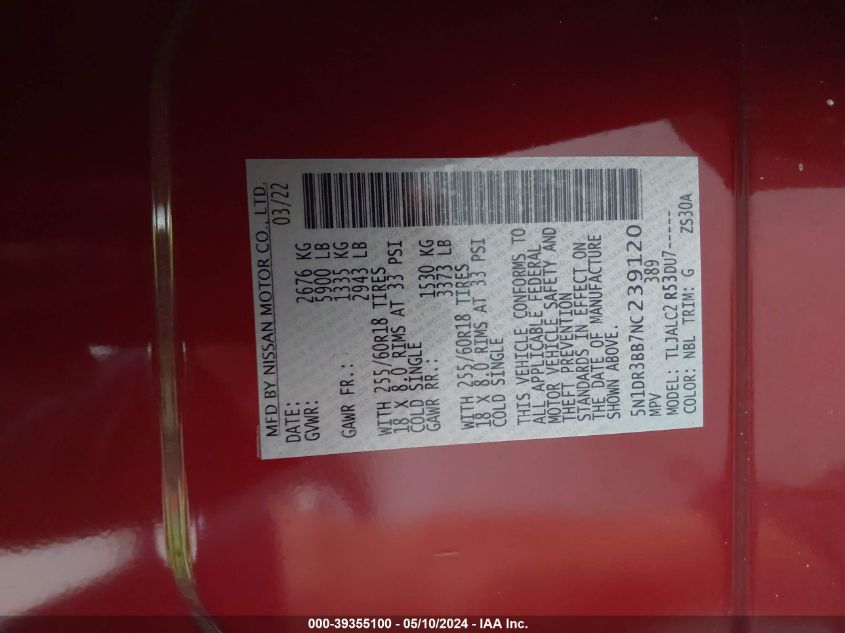 MFD BY NISSAN MOTOR CO., LTD.
DATE: 03/22
GVWR: 2676 KG
5900 LB
GAWR FR.: 1335 KG
2943 LB
WITH 255/60R18 TIRES
18 X 8.0 RIMS AT 33 PSI
COLD SINGLE
GAWR RR.: 1530 KG
3373 LB
WITH 255/60R18 TIRES
18 X 8.0 RIMS AT 33 PSI
COLD SINGLE
THIS VEHICLE CONFORMS TO
ALL APPLICABLE FEDERAL
MOTOR VEHICLE SAFETY AND
THEFT PREVENTION
STANDARDS IN EFFECT ON
THE DATE OF MANUFACTURE
SHOWN ABOVE.
5N1DR3BB7NC239120
MPV 389
MODEL: TLJALC2 R53DU7-----
COLOR: NBL TRIM: G ZS30A
000-39355100 - 05/10/2024 - IAA Inc.